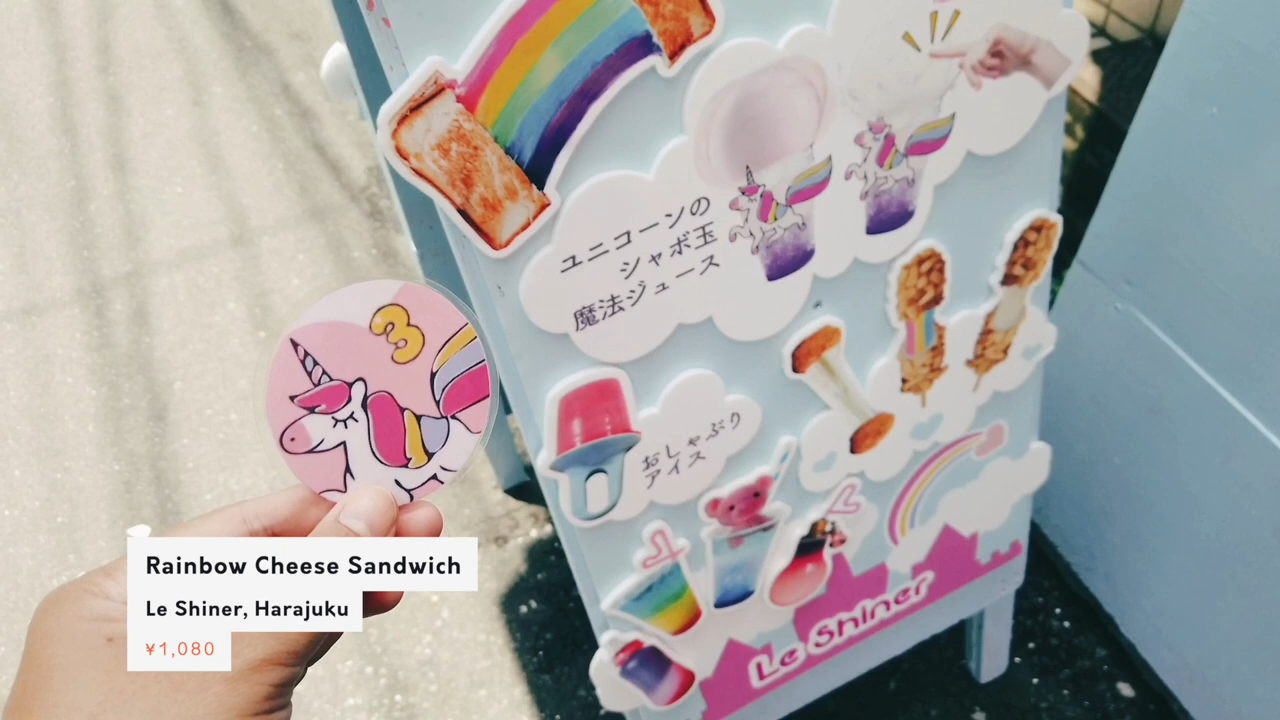 ユニコーンの
シャボ玉
魔法ジュース
3
おしゃぶり
アイス
Le Shiner
Rainbow Cheese Sandwich
Le Shiner, Harajuku
¥1,080